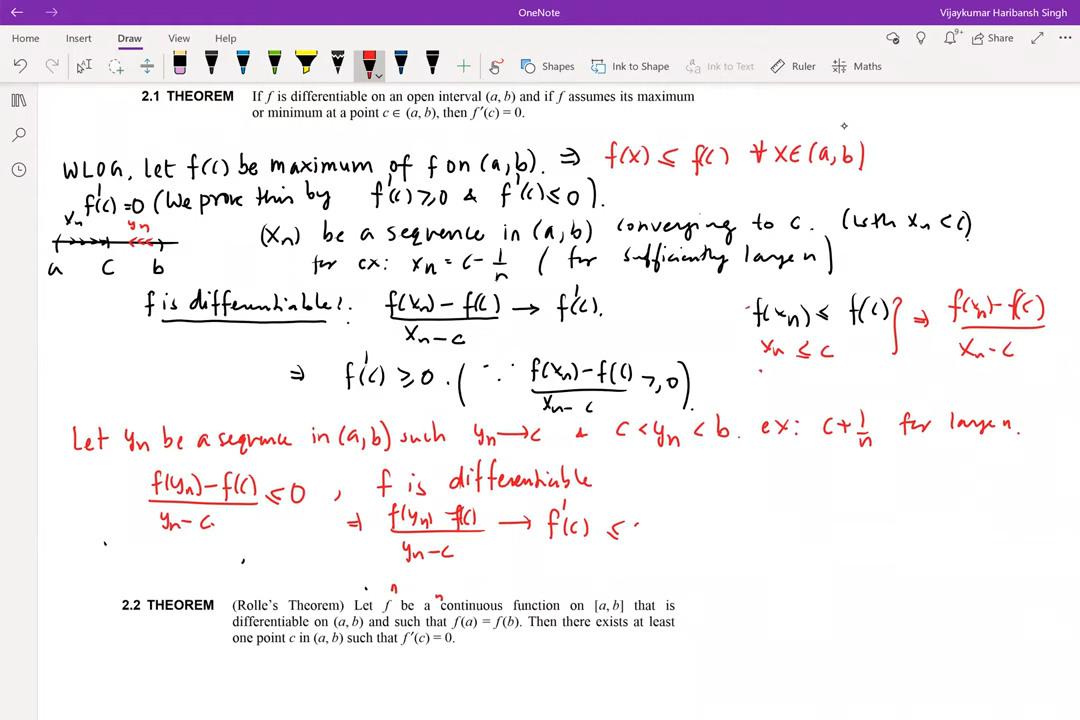 OneNote
Vijaykumar Haribansh Singh
Home Insert Draw View Help
9+ Share
Shapes Ink to Shape Ink to Text Ruler Maths
2.1 THEOREM If f is differentiable on an open interval (a, b) and if f assumes its maximum
or minimum at a point c ∈ (a, b), then f′(c) = 0.
WLOG, let f(c) be maximum of f on (a,b). ⇒ f(x) ≤ f(c) ∀ x∈(a,b)
f'(c) = 0 (We prove this by f'(c) ≥ 0 & f'(c) ≤ 0).
xn yn
a c b
(xn) be a sequence in (a,b) converging to c. (with xn < c)
for ex: xn = c - 1/n (for sufficiently large n)
f is differentiable: (f(xn) - f(c))/(xn - c) → f'(c).
f(xn) ≤ f(c) } ⇒ (f(xn) - f(c))/(xn - c)
xn ≤ c
⇒ f'(c) ≥ 0. (∵ (f(xn) - f(c))/(xn - c) ≥, 0).
Let yn be a sequence in (a,b) such yn → c & c < yn < b. ex: c + 1/n for large n.
(f(yn) - f(c))/(yn - c) ≤ 0, f is differentiable
⇒ (f(yn) - f(c))/(yn - c) → f'(c) ≤
2.2 THEOREM (Rolle's Theorem) Let f be a continuous function on [a, b] that is
differentiable on (a, b) and such that f(a) = f(b). Then there exists at least
one point c in (a, b) such that f′(c) = 0.